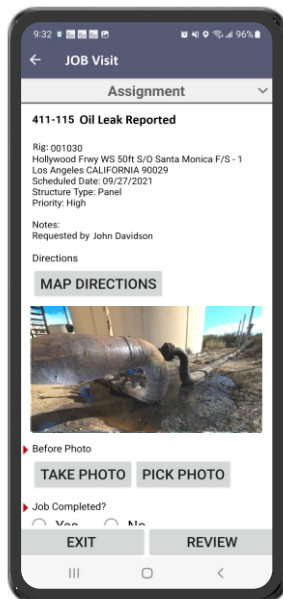 9:32
96%
JOB Visit
Assignment
411-115 Oil Leak Reported
Rig: 001030
Hollywood Frwy WS 50ft S/O Santa Monica F/S - 1
Los Angeles CALIFORNIA 90029
Scheduled Date: 09/27/2021
Structure Type: Panel
Priority: High
Notes:
Requested by John Davidson
Directions
MAP DIRECTIONS
Before Photo
TAKE PHOTO PICK PHOTO
Job Completed?
Yes No
EXIT REVIEW